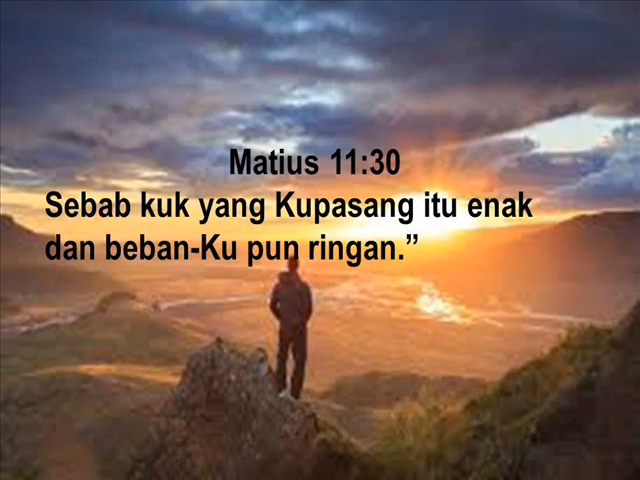 Matius 11:30
Sebab kuk yang Kupasang itu enak
dan beban-Ku pun ringan.”